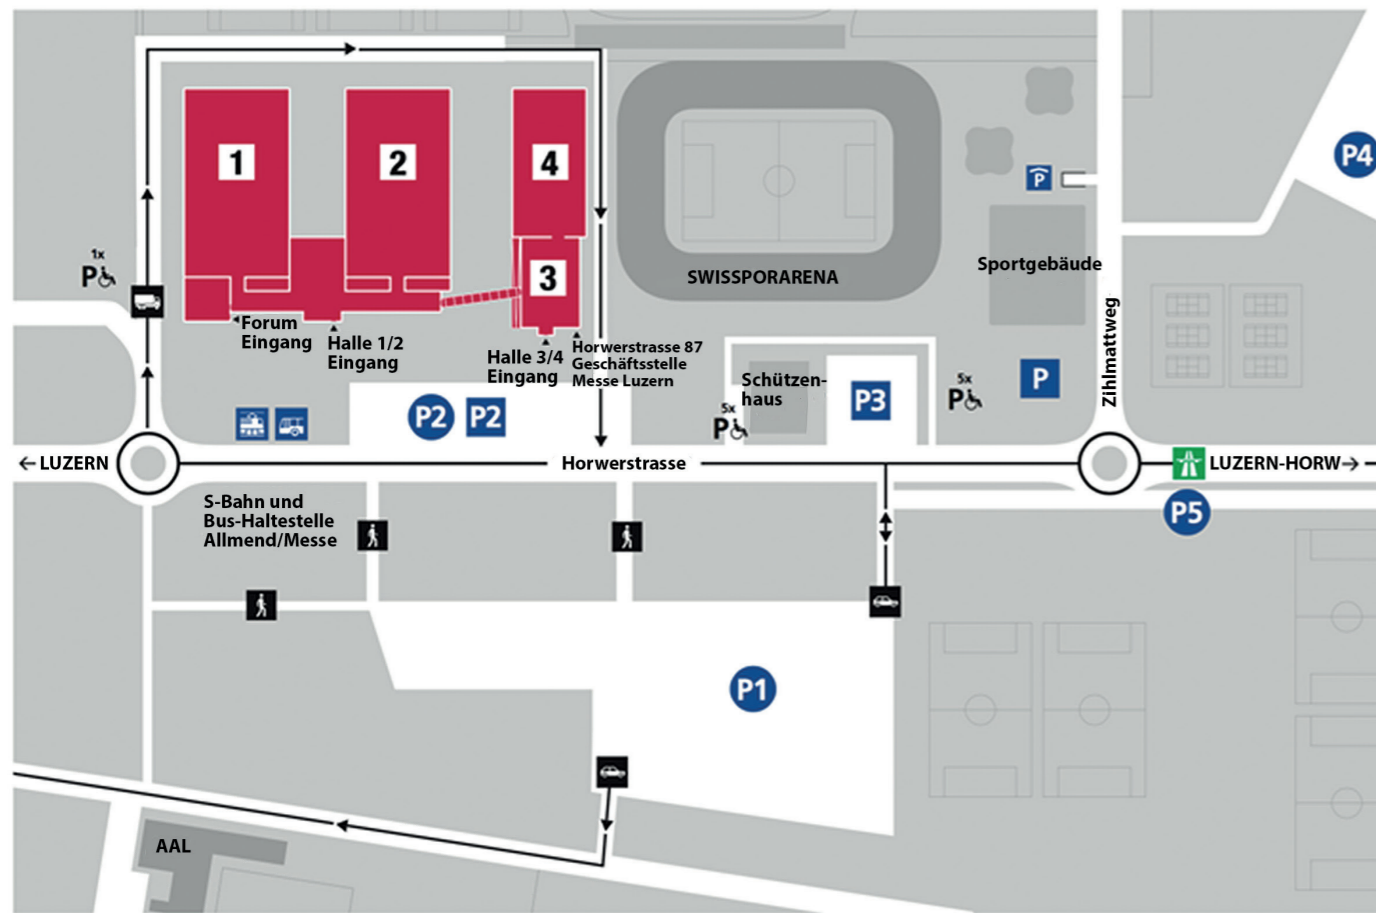 1
2
4
P4
P
1x
P
SWISSPORARENA
Sportgebäude
3
Forum
Eingang
Halle 1/2
Eingang
Halle 3/4
Eingang
Horwerstrasse 87
Geschäftsstelle
Messe Luzern
Zihlmattweg
Schützen-
haus
P3
5x
P
P
5x
P
P2
P2
LUZERN
Horwerstrasse
LUZERN-HORW
S-Bahn und
Bus-Haltestelle
Allmend/Messe
P5
P1
AAL